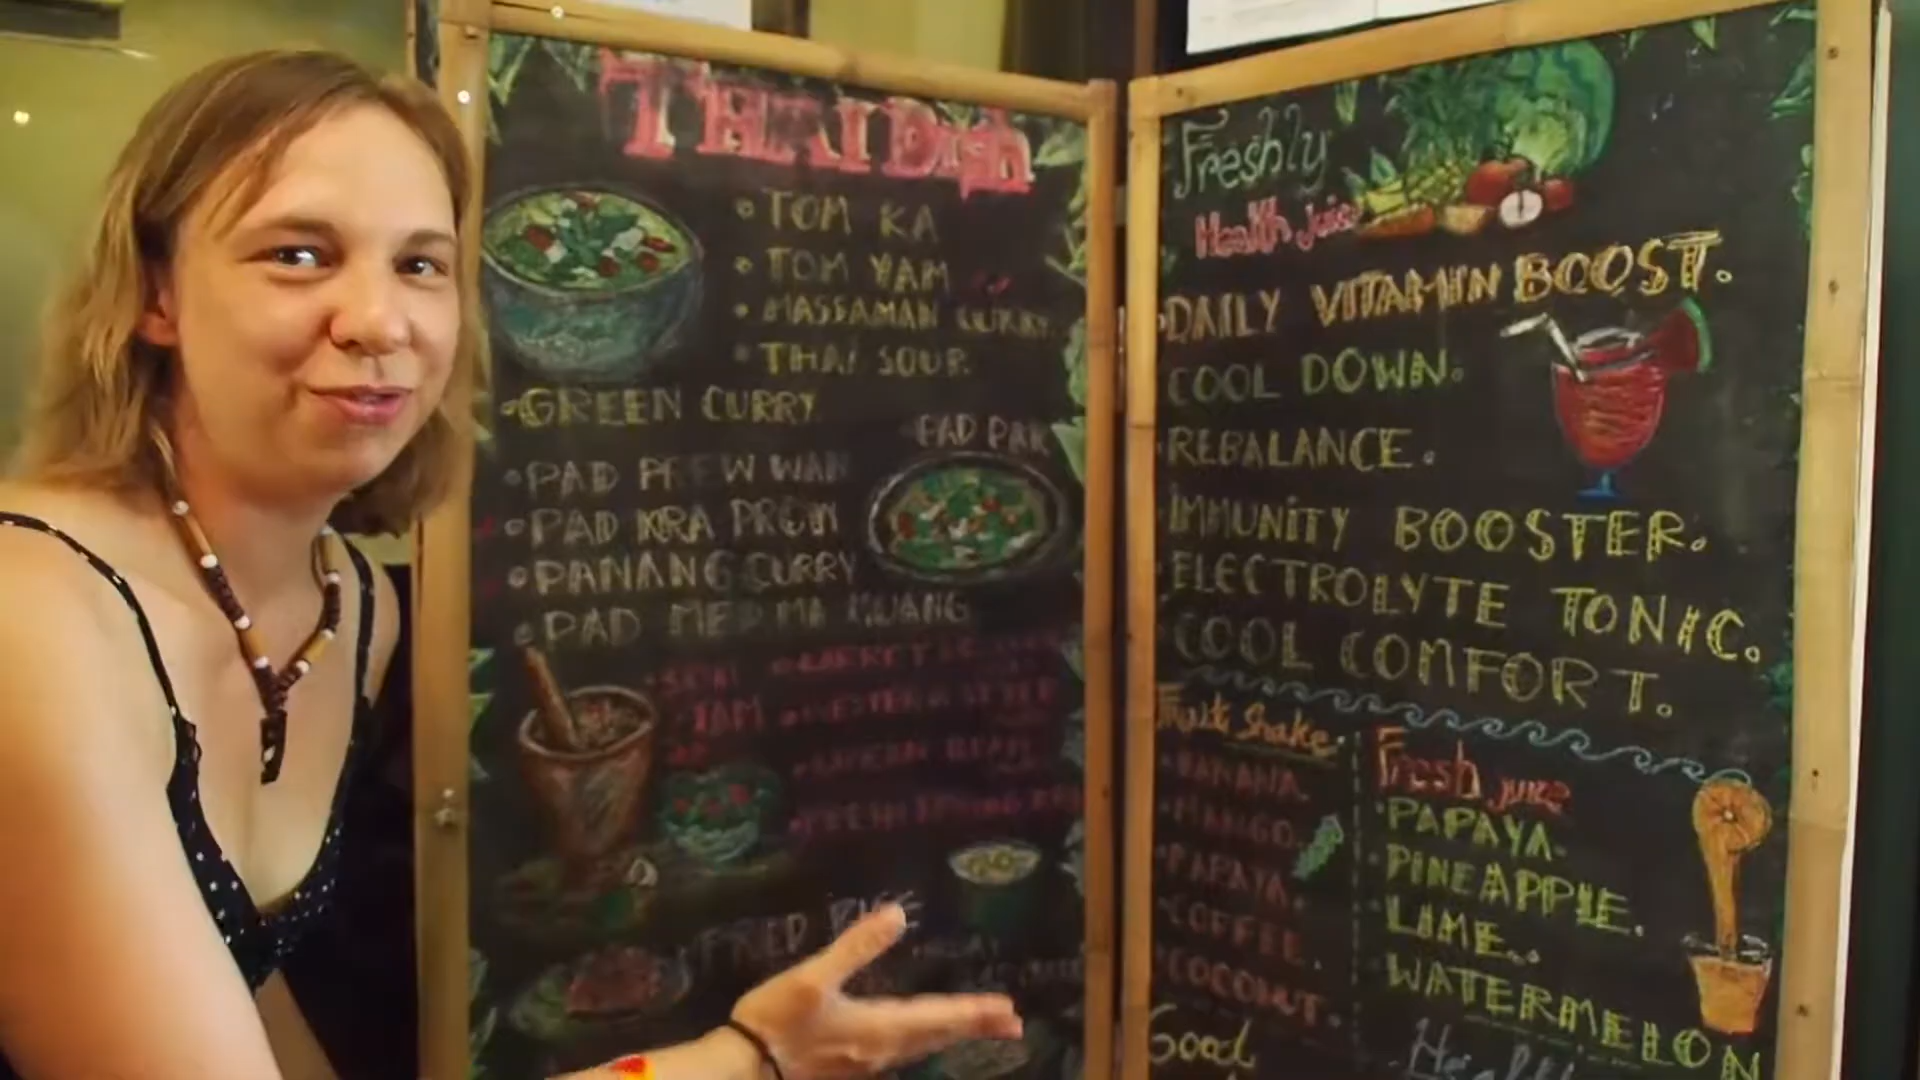 THAI Dish
TOM KA
TOM YAM
MASSAMAN CURRY
THAI SOUP
GREEN CURRY
PAD PAK
PAD PREW WAN
PAD KRA PROW
PANANG CURRY
PAD MED MA MUANG
TAM
FRIED RICE
Freshly
Health juice
DAILY VITAMIN BOOST.
COOL DOWN.
REBALANCE.
IMMUNITY BOOSTER.
ELECTROLYTE TONIC.
COOL COMFORT.
Fruit Shake
BANANA.
MANGO.
PAPAYA.
COFFEE.
COCONUT.
Fresh juice
PAPAYA.
PINEAPPLE.
LIME..
WATERMELON
Good